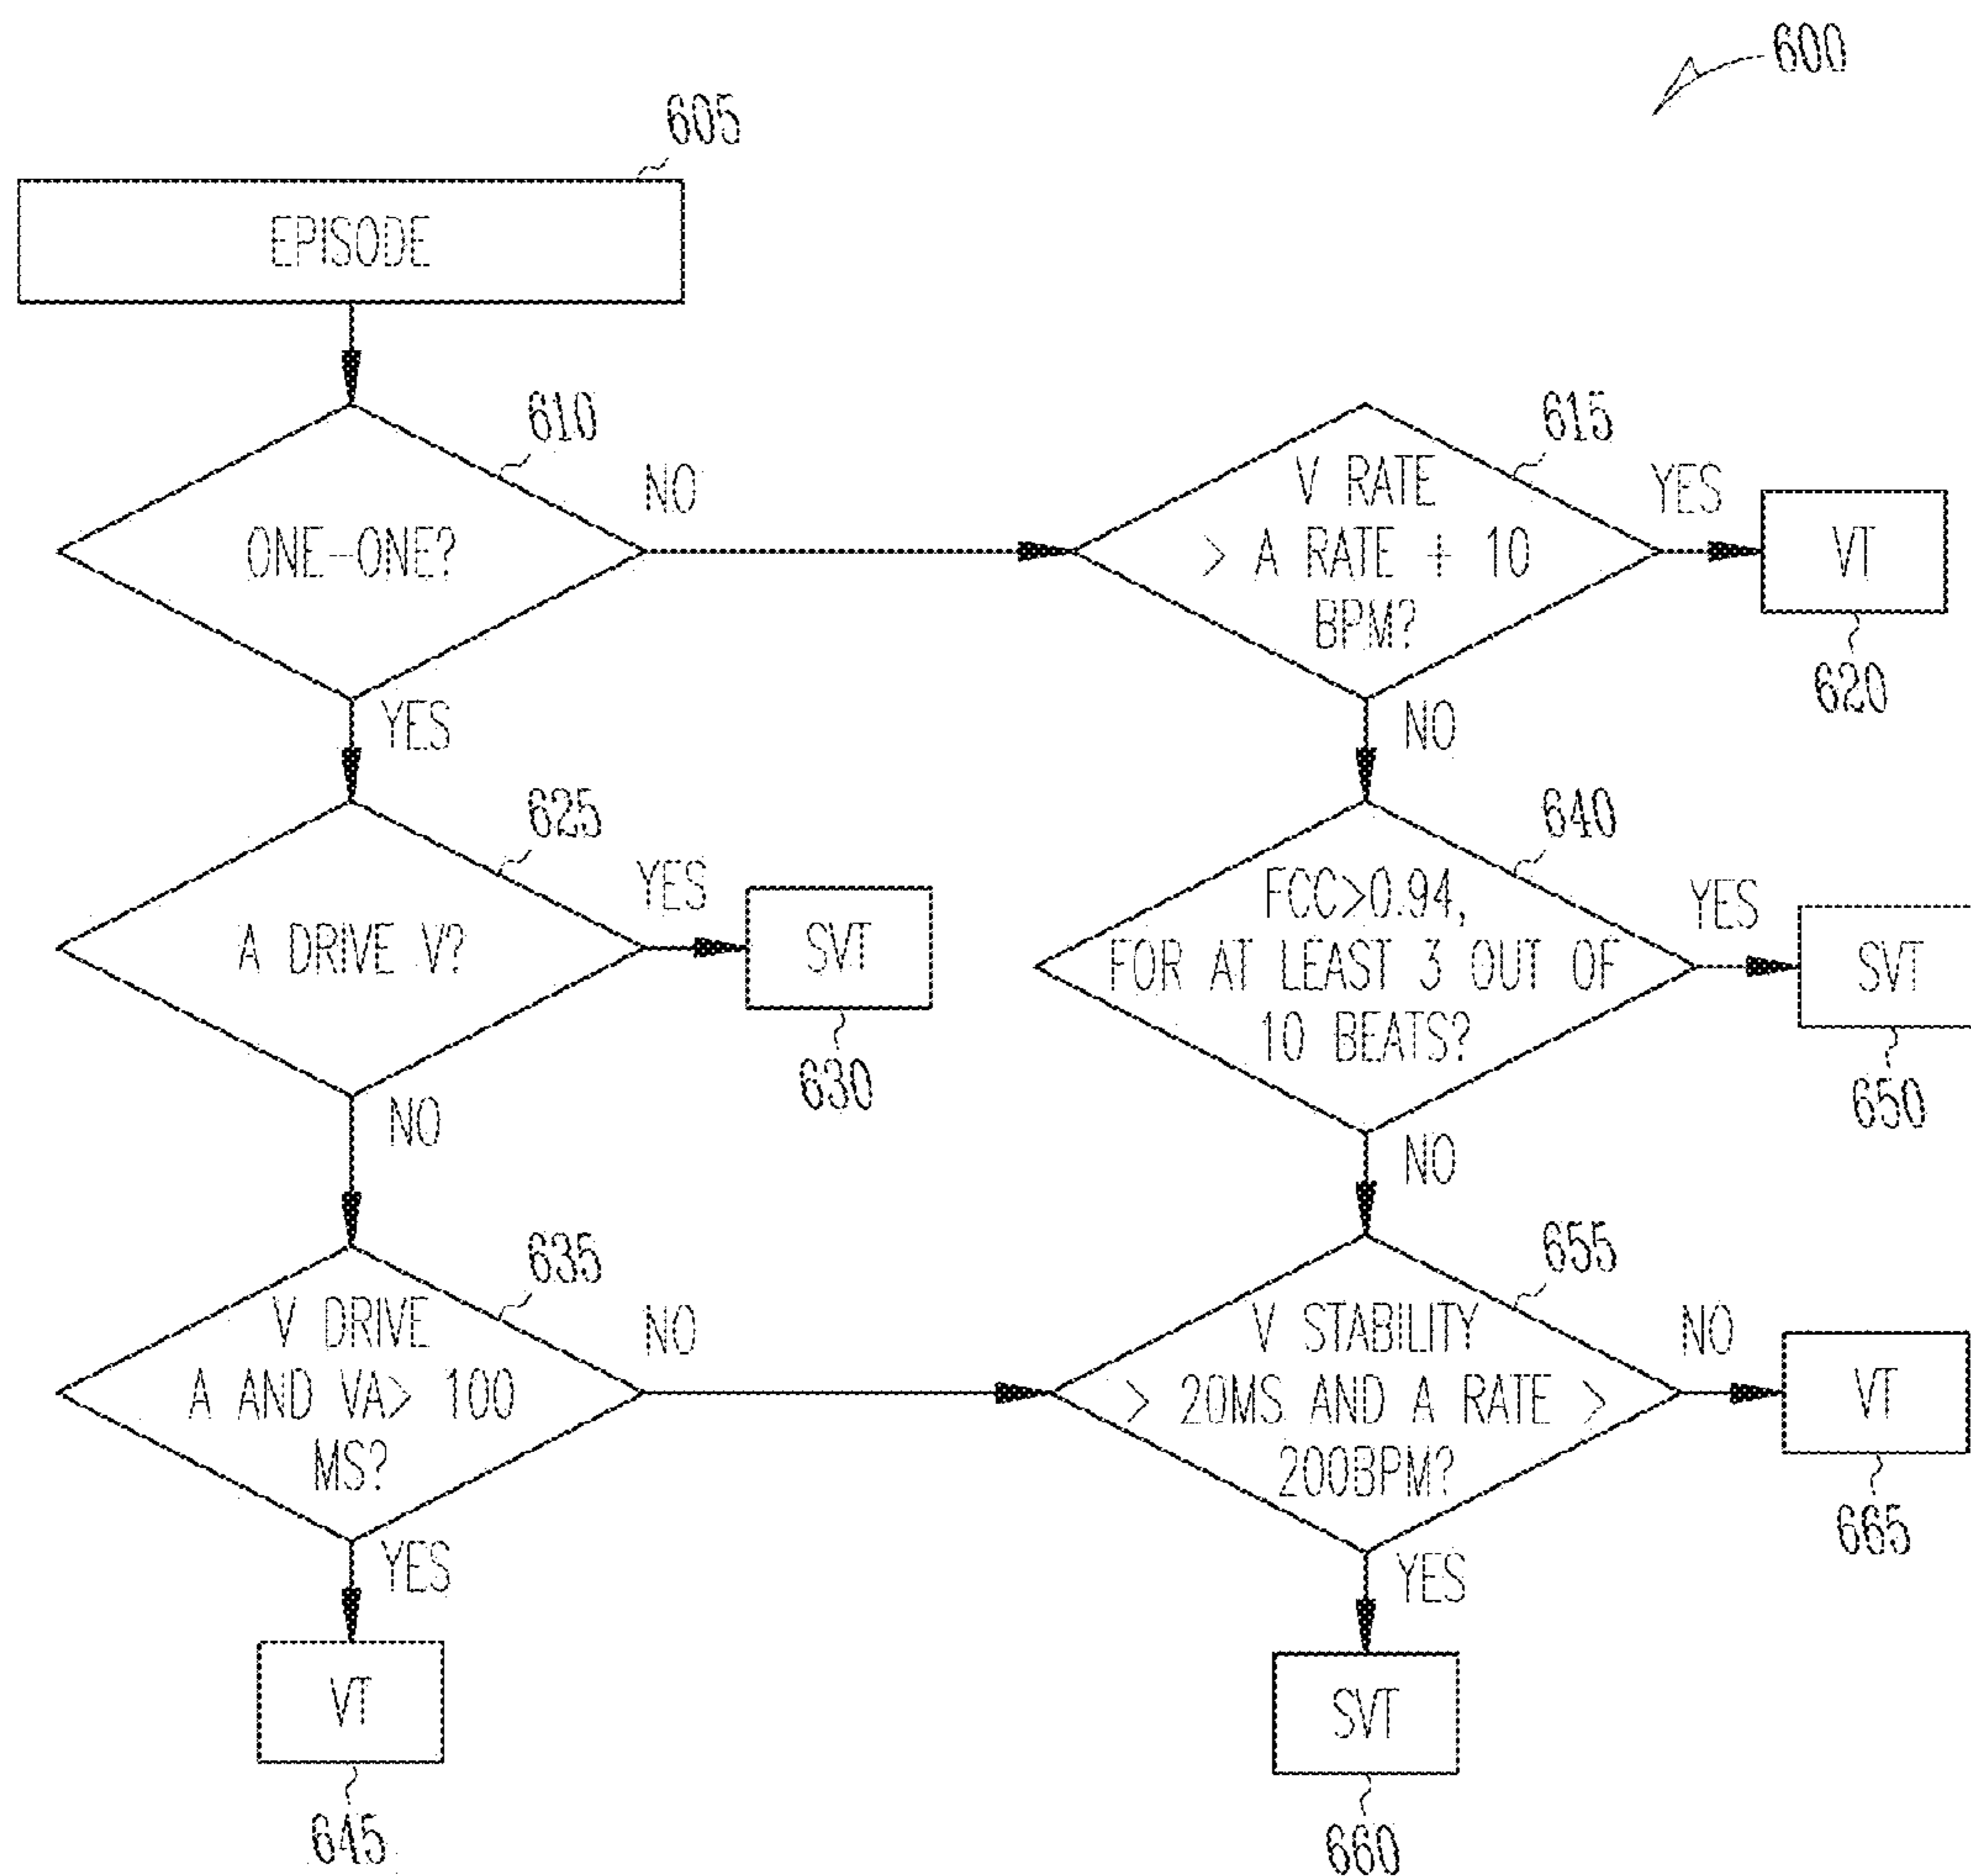 600
605
EPISODE
610
ONE-ONE?
NO
615
V RATE
> A RATE + 10
BPM?
YES
VT
620
YES
NO
625
A DRIVE V?
YES
SVT
630
640
FCC>0.94,
FOR AT LEAST 3 OUT OF
10 BEATS?
YES
SVT
650
NO
NO
635
V DRIVE
A AND VA> 100
MS?
NO
655
V STABILITY
> 20MS AND A RATE >
200BPM?
NO
VT
665
YES
YES
VT
645
SVT
660